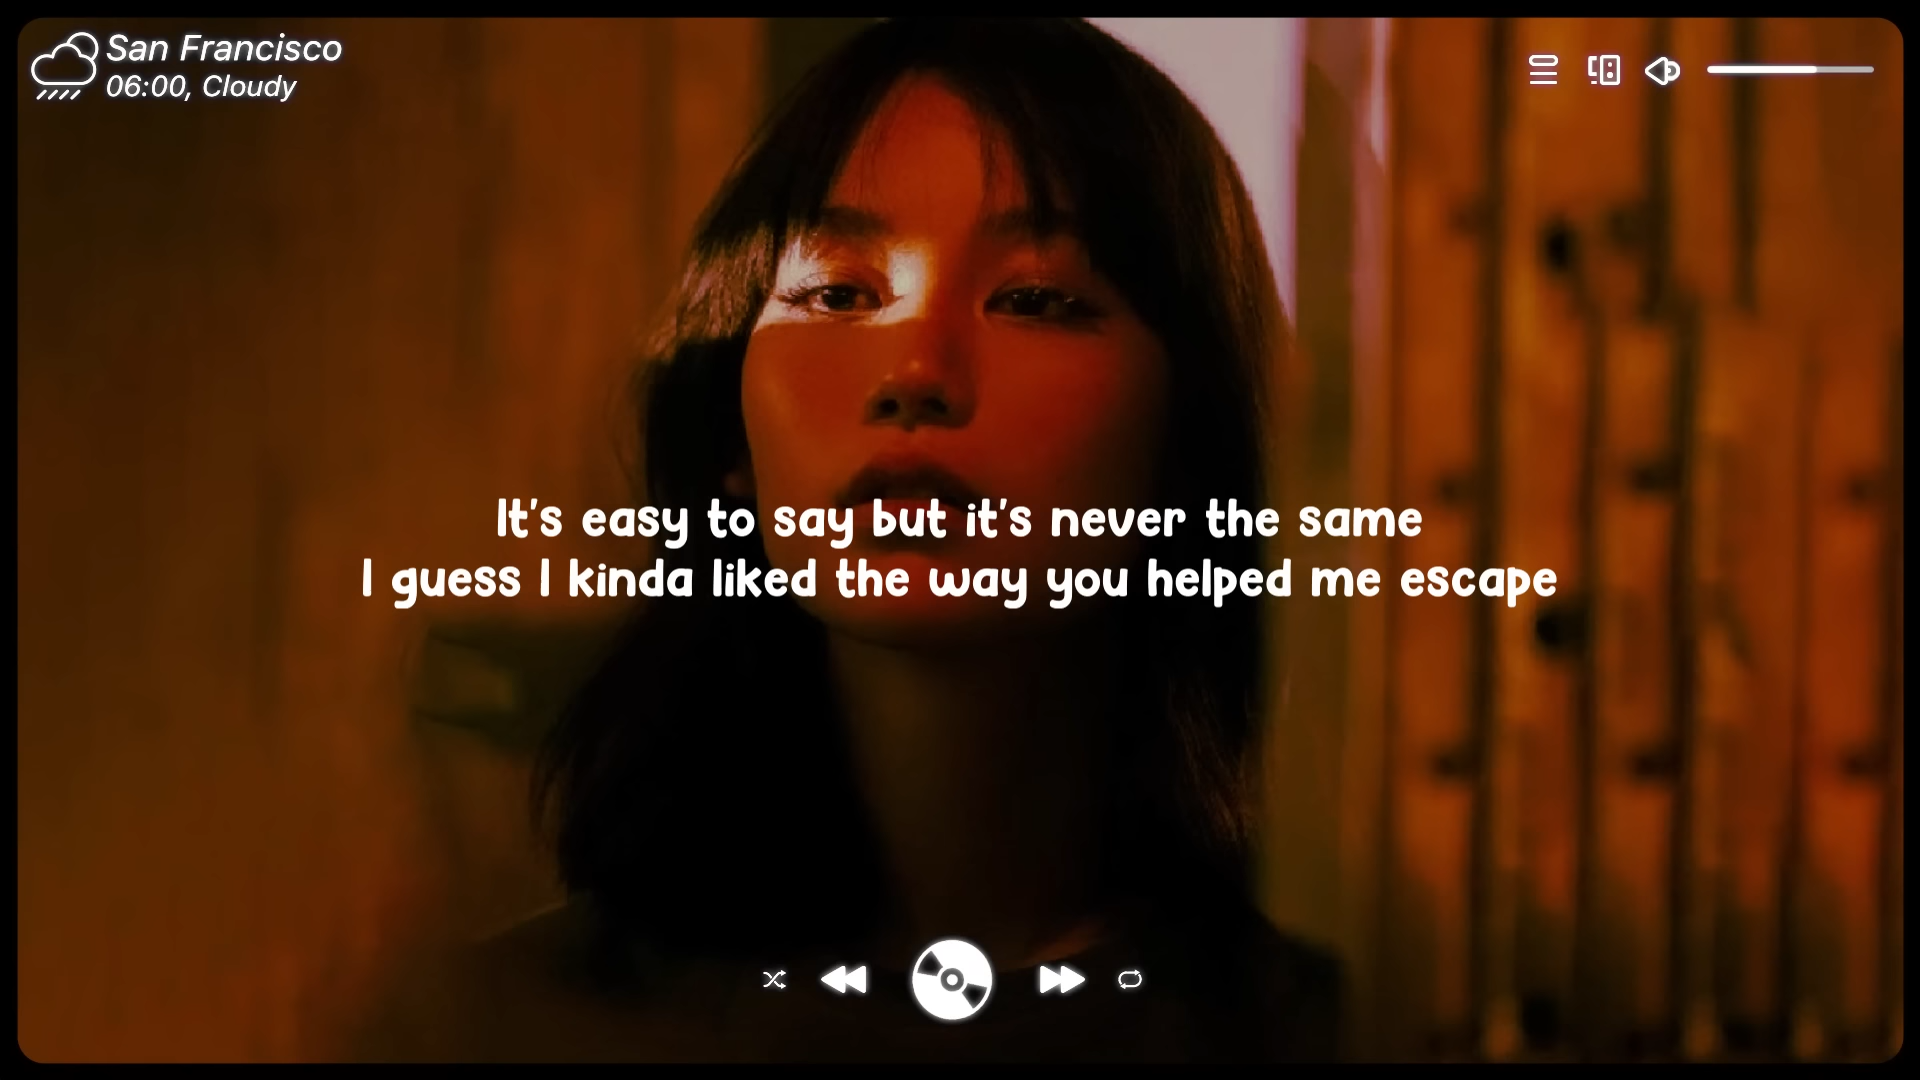 San Francisco
06:00, Cloudy
It's easy to say but it's never the same
I guess I kinda liked the way you helped me escape